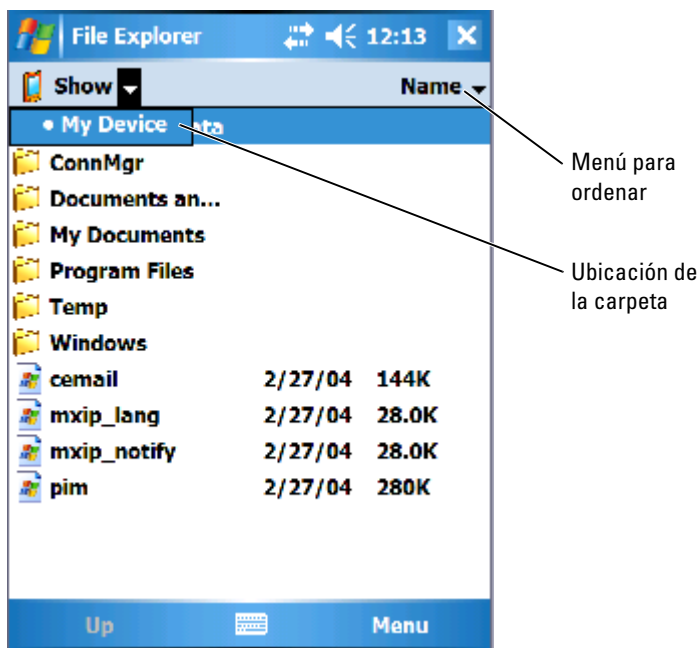 File Explorer 12:13
Show Name
My Device ata
ConnMgr
Documents an...
My Documents
Program Files
Temp
Windows
cemail 2/27/04 144K
mxip_lang 2/27/04 28.0K
mxip_notify 2/27/04 28.0K
pim 2/27/04 280K
Up Menu
Menú para
ordenar
Ubicación de
la carpeta